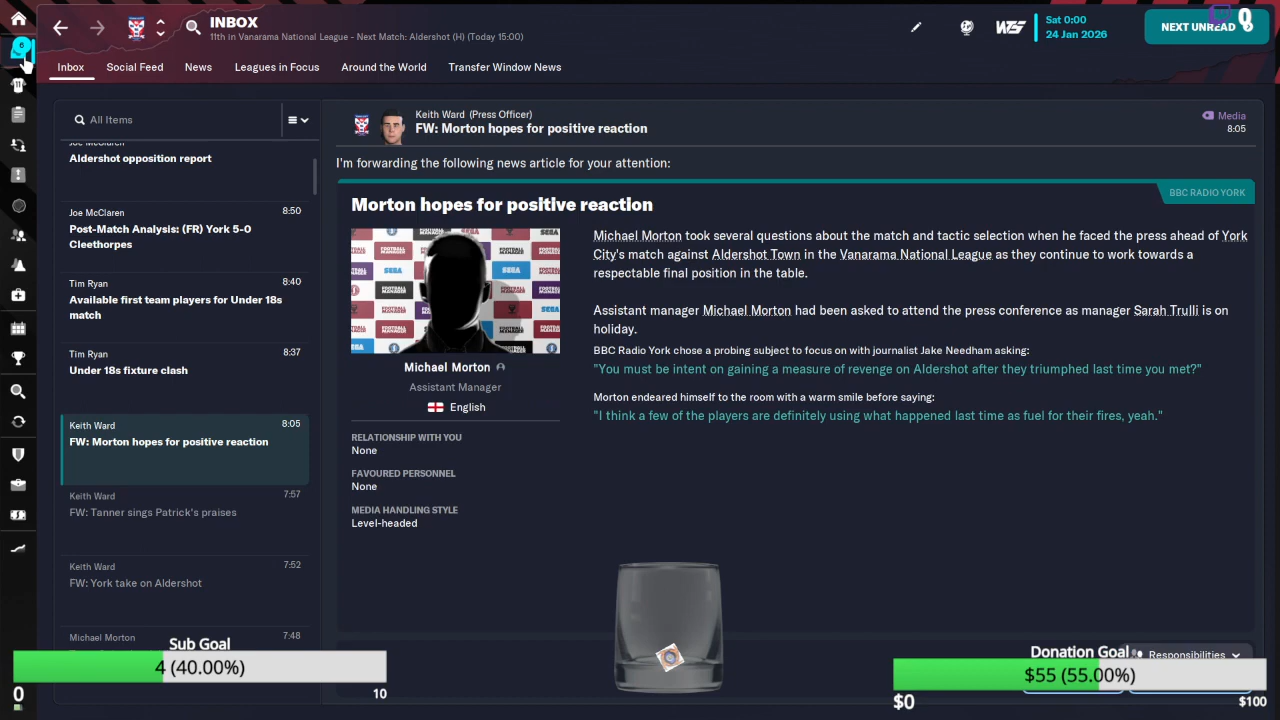 INBOX
11th in Vanarama National League - Next Match: Aldershot (H) (Today 15:00)
Sat 0:00
24 Jan 2026
NEXT UNREAD
0
6
Inbox
Social Feed
News
Leagues in Focus
Around the World
Transfer Window News
All Items
Joe McClaren
Aldershot opposition report
Joe McClaren
8:50
Post-Match Analysis: (FR) York 5-0
Cleethorpes
Tim Ryan
8:40
Available first team players for Under 18s
match
Tim Ryan
8:37
Under 18s fixture clash
Keith Ward
8:05
FW: Morton hopes for positive reaction
Keith Ward
7:57
FW: Tanner sings Patrick's praises
Keith Ward
7:52
FW: York take on Aldershot
Michael Morton
7:48
Keith Ward (Press Officer)
FW: Morton hopes for positive reaction
Media
8:05
I'm forwarding the following news article for your attention:
BBC RADIO YORK
Morton hopes for positive reaction
Michael Morton
Assistant Manager
English
RELATIONSHIP WITH YOU
None
FAVOURED PERSONNEL
None
MEDIA HANDLING STYLE
Level-headed
Michael Morton took several questions about the match and tactic selection when he faced the press ahead of York
City's match against Aldershot Town in the Vanarama National League as they continue to work towards a
respectable final position in the table.
Assistant manager Michael Morton had been asked to attend the press conference as manager Sarah Trulli is on
holiday.
BBC Radio York chose a probing subject to focus on with journalist Jake Needham asking:
"You must be intent on gaining a measure of revenge on Aldershot after they triumphed last time you met?"
Morton endeared himself to the room with a warm smile before saying:
"I think a few of the players are definitely using what happened last time as fuel for their fires, yeah."
Sub Goal
4 (40.00%)
0
10
Donation Goal
Responsibilities
$55 (55.00%)
$0
$100